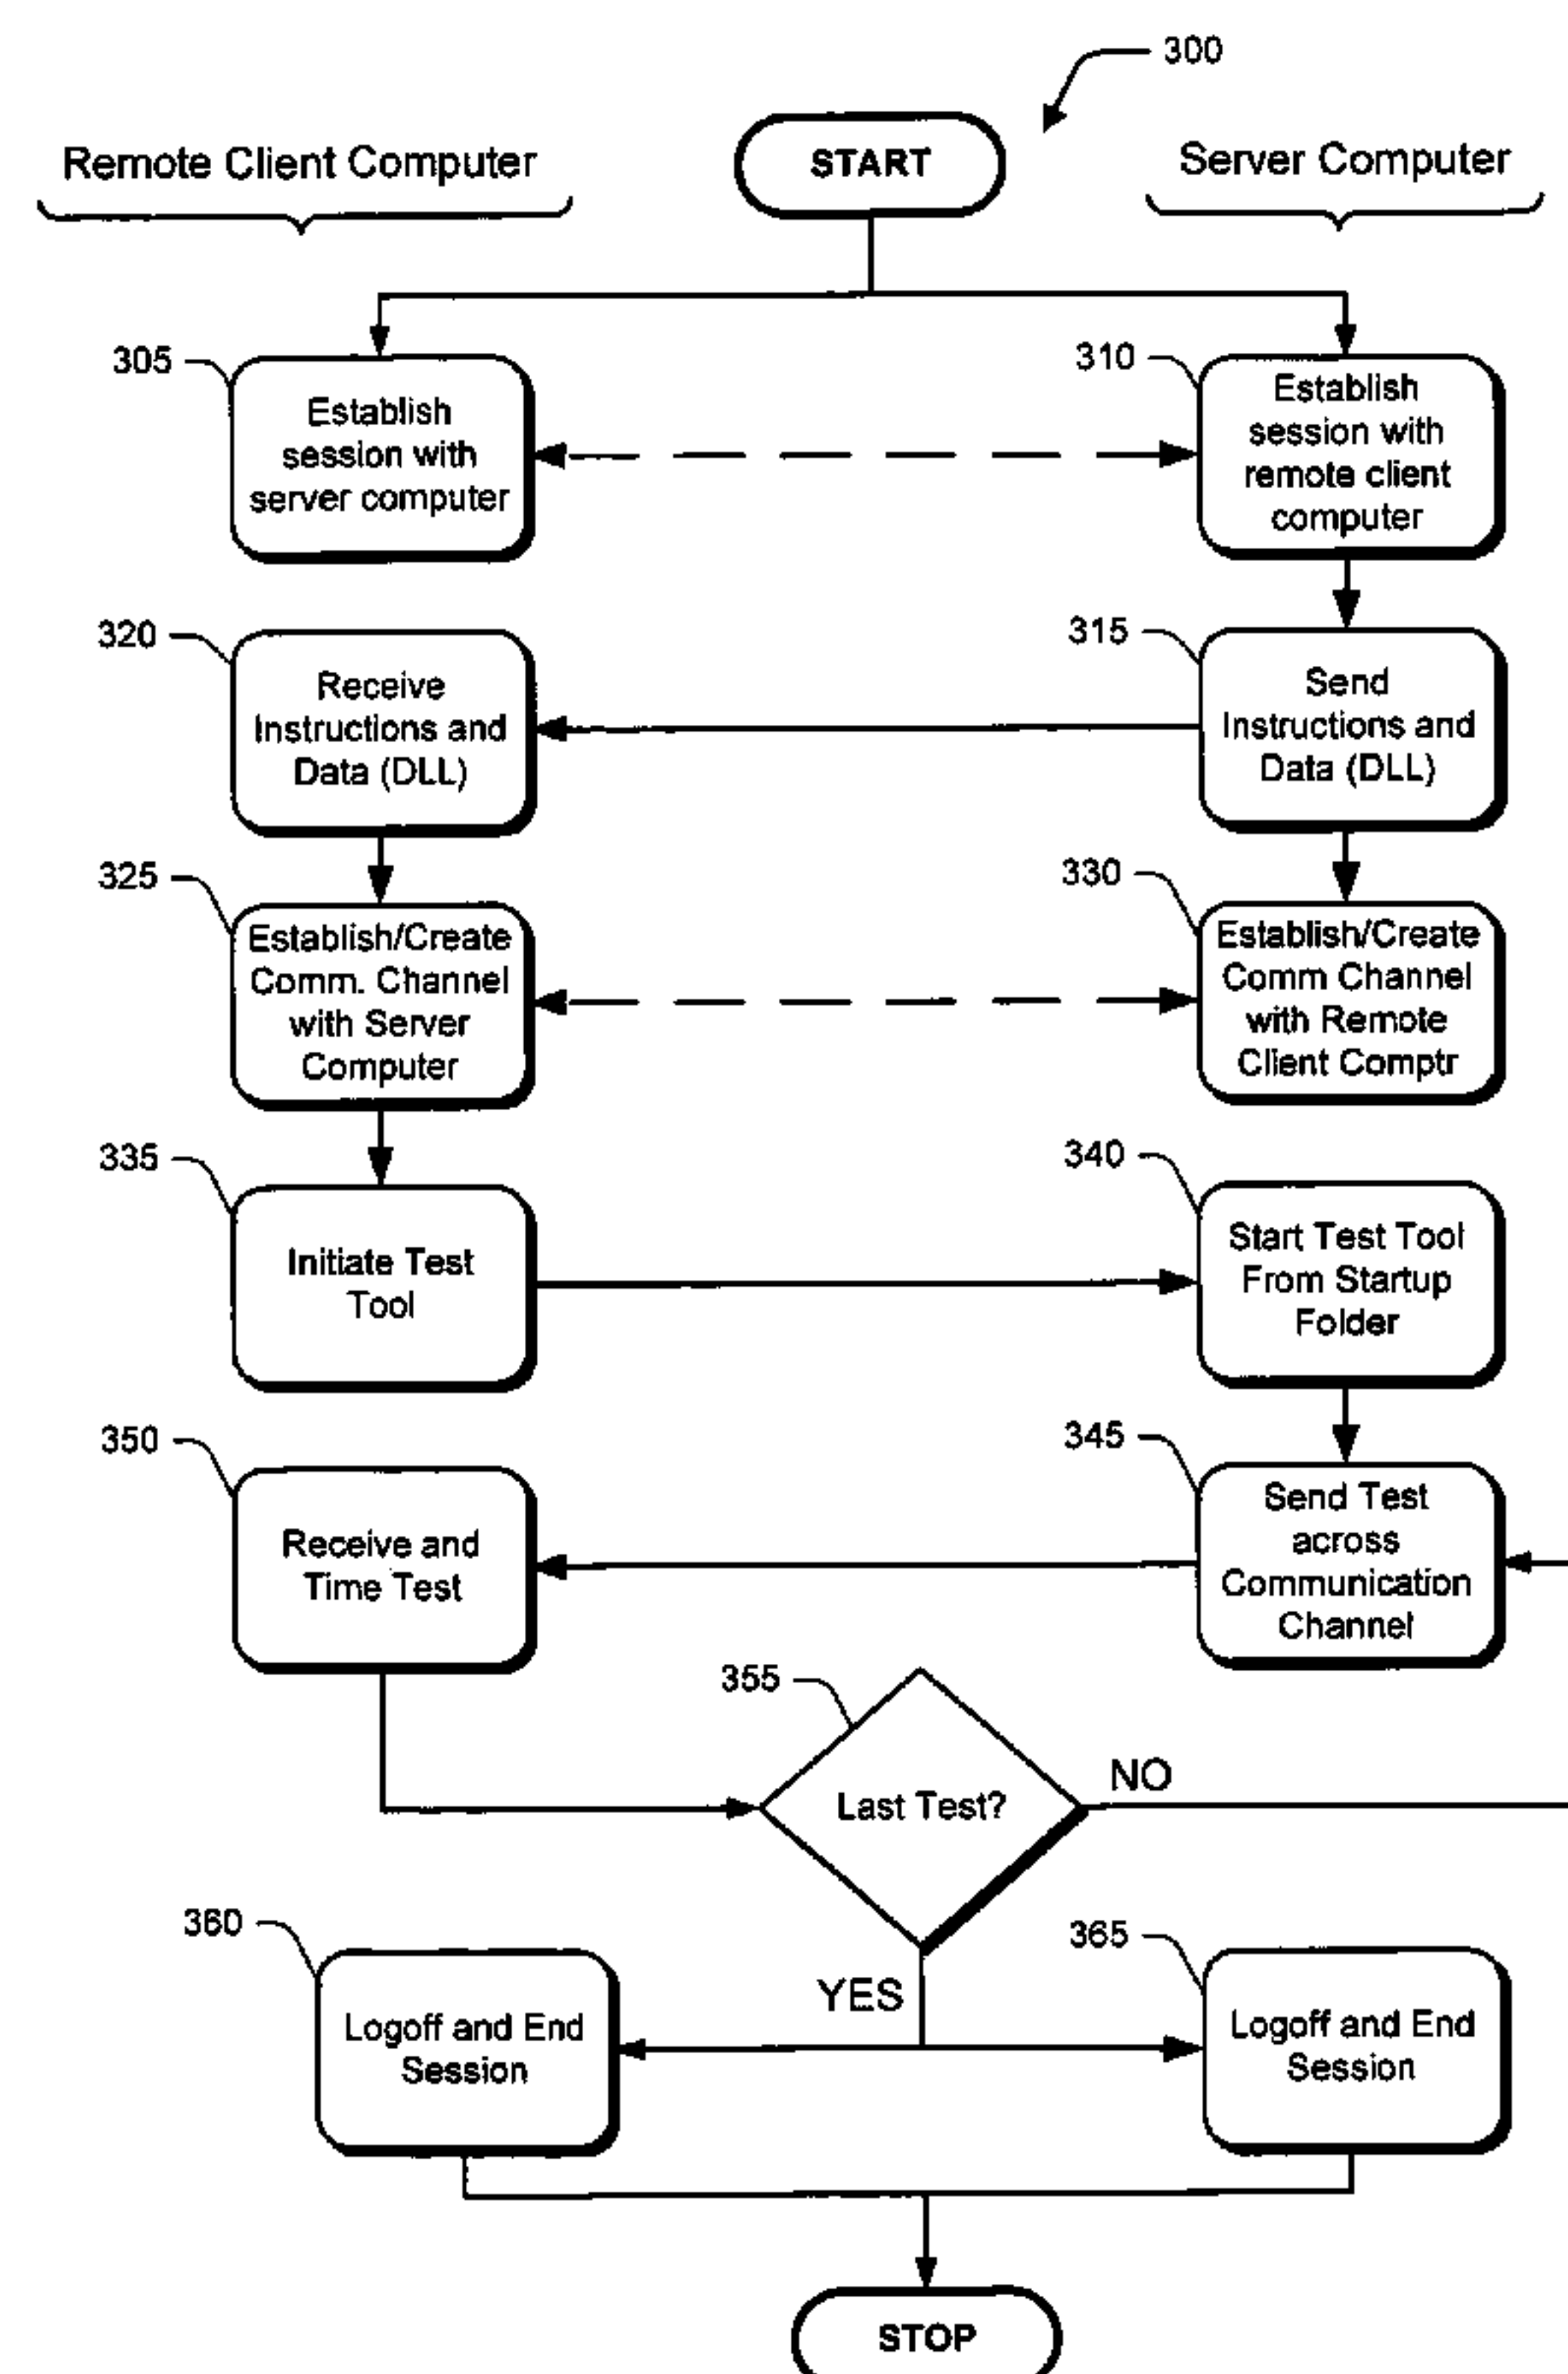 300
START
Remote Client Computer
Server Computer
305
Establish
session with
server computer
310
Establish
session with
remote client
computer
320
Receive
Instructions and
Data (DLL)
315
Send
Instructions and
Data (DLL)
325
Establish/Create
Comm. Channel
with Server
Computer
330
Establish/Create
Comm Channel
with Remote
Client Comptr
335
Initiate Test
Tool
340
Start Test Tool
From Startup
Folder
350
Receive and
Time Test
345
Send Test
across
Communication
Channel
355
Last Test?
NO
YES
360
Logoff and End
Session
365
Logoff and End
Session
STOP